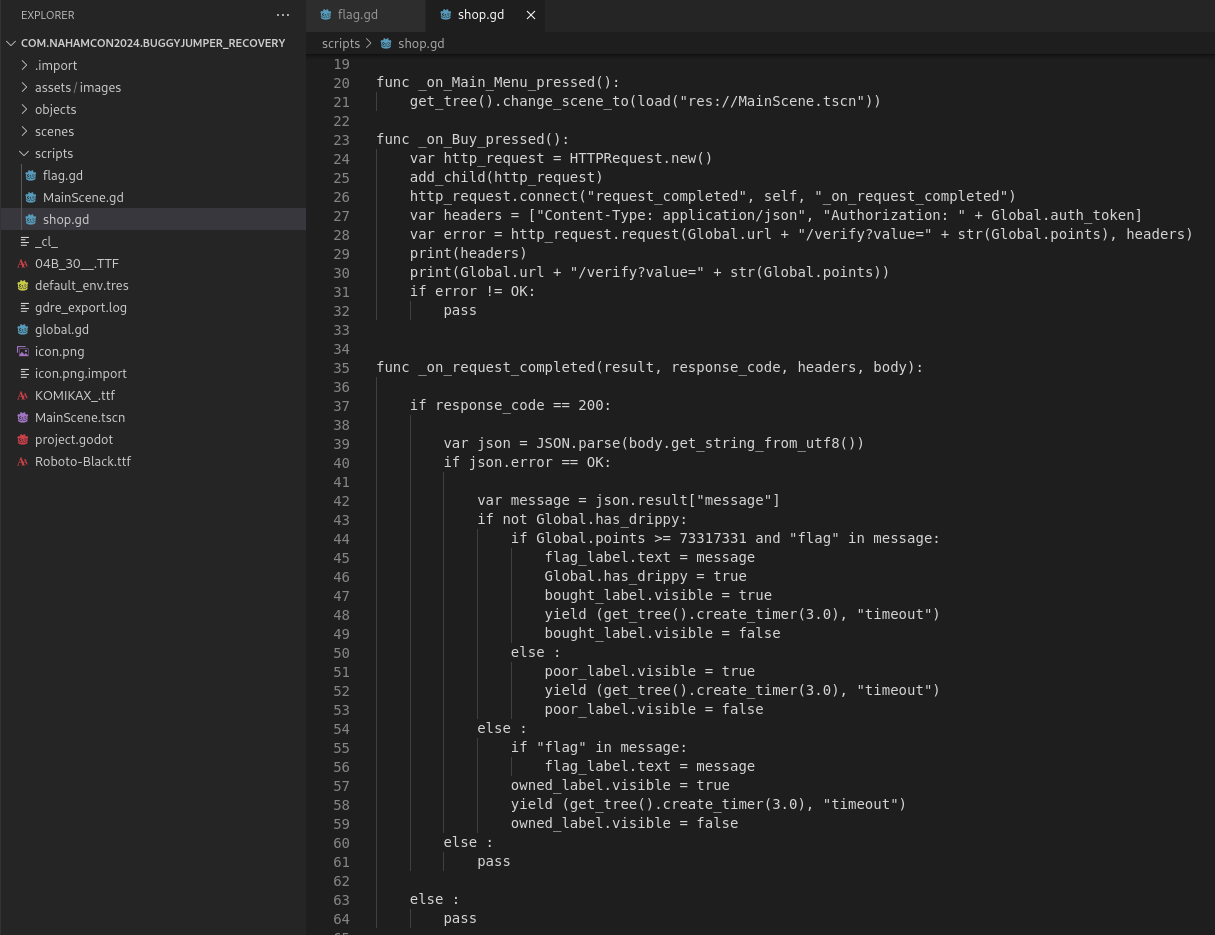 EXPLORER
...
COM.NAHAMCON2024.BUGGYJUMPER_RECOVERY
.import
assets/images
objects
scenes
scripts
flag.gd
MainScene.gd
shop.gd
_cl_
04B_30__.TTF
default_env.tres
gdre_export.log
global.gd
icon.png
icon.png.import
KOMIKAX_.ttf
MainScene.tscn
project.godot
Roboto-Black.ttf
flag.gd
shop.gd
scripts > shop.gd
19
20 func _on_Main_Menu_pressed():
21     get_tree().change_scene_to(load("res://MainScene.tscn"))
22
23 func _on_Buy_pressed():
24     var http_request = HTTPRequest.new()
25     add_child(http_request)
26     http_request.connect("request_completed", self, "_on_request_completed")
27     var headers = ["Content-Type: application/json", "Authorization: " + Global.auth_token]
28     var error = http_request.request(Global.url + "/verify?value=" + str(Global.points), headers)
29     print(headers)
30     print(Global.url + "/verify?value=" + str(Global.points))
31     if error != OK:
32         pass
33
34
35 func _on_request_completed(result, response_code, headers, body):
36
37     if response_code == 200:
38
39         var json = JSON.parse(body.get_string_from_utf8())
40         if json.error == OK:
41
42             var message = json.result["message"]
43             if not Global.has_drippy:
44                 if Global.points >= 73317331 and "flag" in message:
45                     flag_label.text = message
46                     Global.has_drippy = true
47                     bought_label.visible = true
48                     yield (get_tree().create_timer(3.0), "timeout")
49                     bought_label.visible = false
50                 else :
51                     poor_label.visible = true
52                     yield (get_tree().create_timer(3.0), "timeout")
53                     poor_label.visible = false
54             else :
55                 if "flag" in message:
56                     flag_label.text = message
57                 owned_label.visible = true
58                 yield (get_tree().create_timer(3.0), "timeout")
59                 owned_label.visible = false
60         else :
61             pass
62
63     else :
64         pass